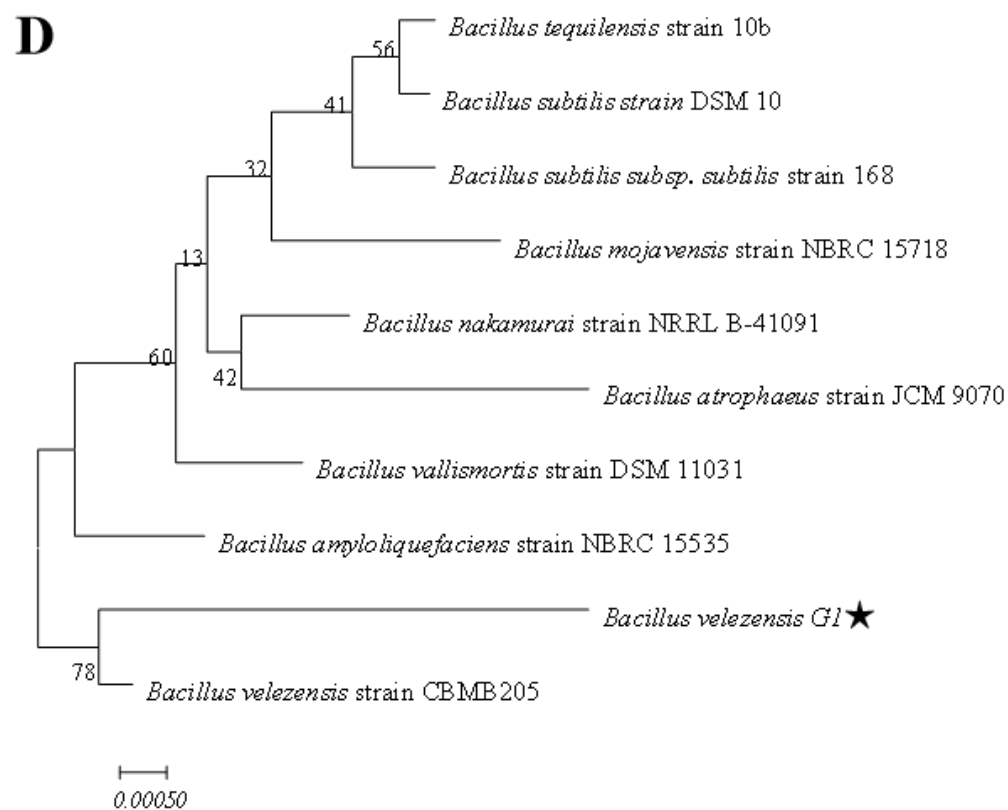 D
Bacillus tequilensis strain 10b
56
Bacillus subtilis strain DSM 10
41
Bacillus subtilis subsp. subtilis strain 168
32
Bacillus mojavensis strain NBRC 15718
13
Bacillus nakamurai strain NRRL B-41091
60
42
Bacillus atrophaeus strain JCM 9070
Bacillus vallismortis strain DSM 11031
Bacillus amyloliquefaciens strain NBRC 15535
Bacillus velezensis G1★
78
Bacillus velezensis strain CBMB205
0.00050